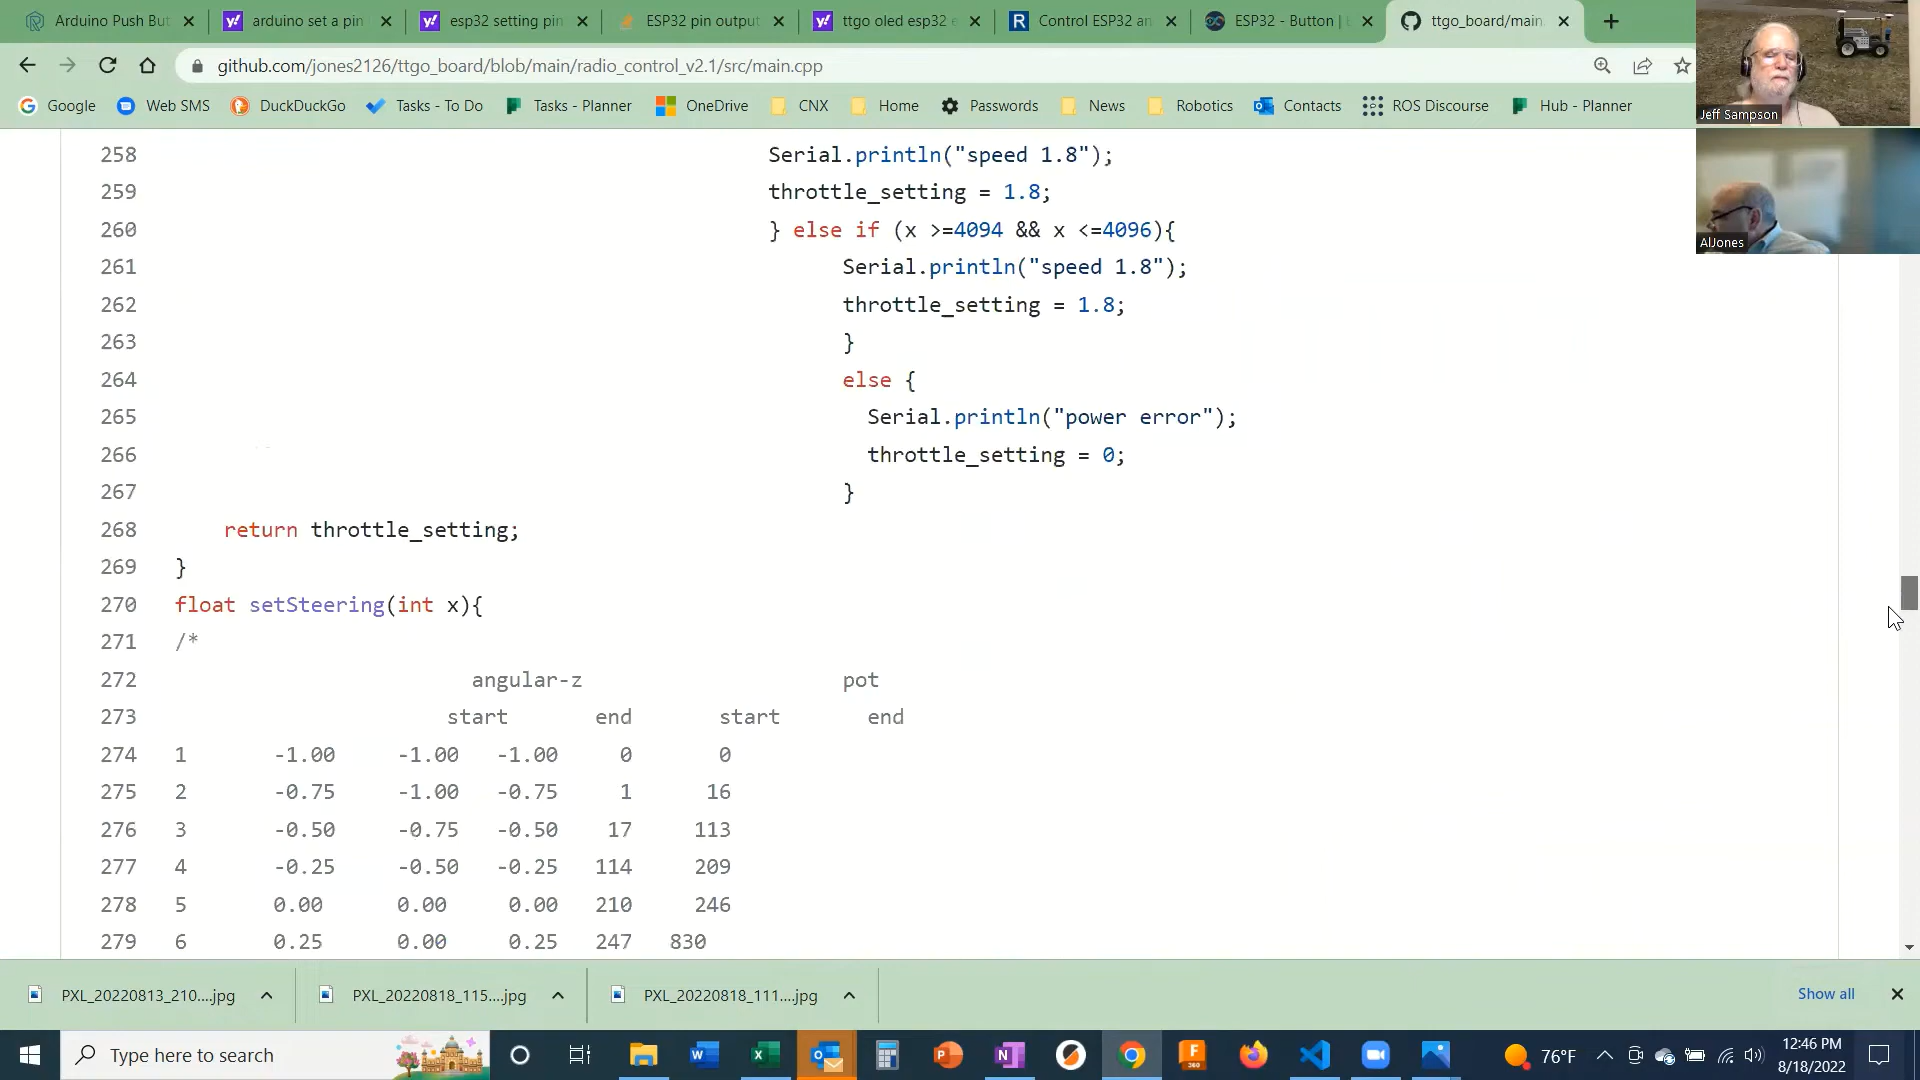 Arduino Push But
arduino set a pin
esp32 setting pin
ESP32 pin output
ttgo oled esp32
Control ESP32 an
ESP32 - Button |
ttgo_board/main.
github.com/jones2126/ttgo_board/blob/main/radio_control_v2.1/src/main.cpp
Google
Web SMS
DuckDuckGo
Tasks - To Do
Tasks - Planner
OneDrive
CNX
Home
Passwords
News
Robotics
Contacts
ROS Discourse
Hub - Planner
Jeff Sampson
AlJones
258 Serial.println("speed 1.8");
259 throttle_setting = 1.8;
260 } else if (x >=4094 && x <=4096){
261 Serial.println("speed 1.8");
262 throttle_setting = 1.8;
263 }
264 else {
265 Serial.println("power error");
266 throttle_setting = 0;
267 }
268 return throttle_setting;
269 }
270 float setSteering(int x){
271 /*
272 angular-z pot
273 start end start end
274 1 -1.00 -1.00 -1.00 0 0
275 2 -0.75 -1.00 -0.75 1 16
276 3 -0.50 -0.75 -0.50 17 113
277 4 -0.25 -0.50 -0.25 114 209
278 5 0.00 0.00 0.00 210 246
279 6 0.25 0.00 0.25 247 830
PXL_20220813_210....jpg
PXL_20220818_115....jpg
PXL_20220818_111....jpg
Show all
Type here to search
76°F
12:46 PM
8/18/2022